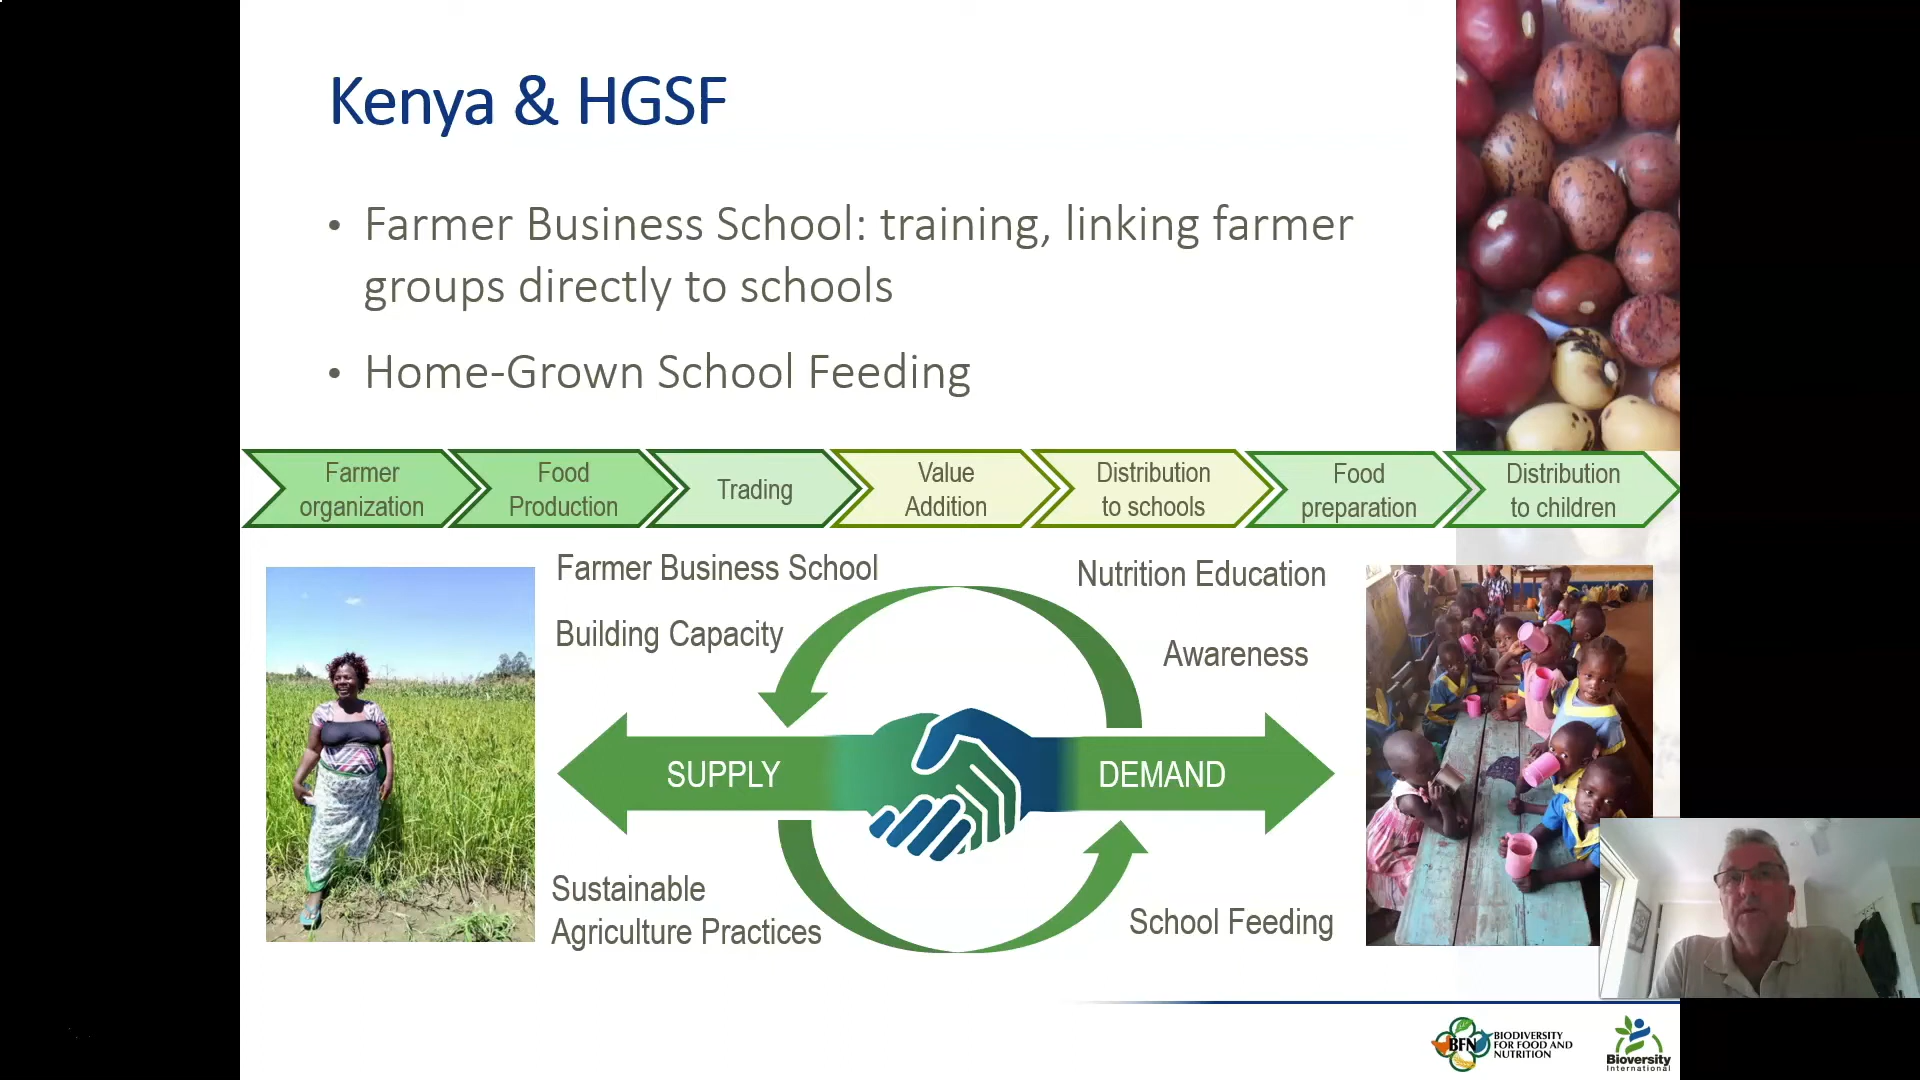 Kenya & HGSF
• Farmer Business School: training, linking farmer
groups directly to schools
• Home-Grown School Feeding
Farmer
organization
Food
Production
Trading
Value
Addition
Distribution
to schools
Food
preparation
Distribution
to children
Farmer Business School
Building Capacity
Nutrition Education
Awareness
SUPPLY
DEMAND
Sustainable
Agriculture Practices
School Feeding
BFN
BIODIVERSITY
FOR FOOD AND
NUTRITION
Bioversity
International